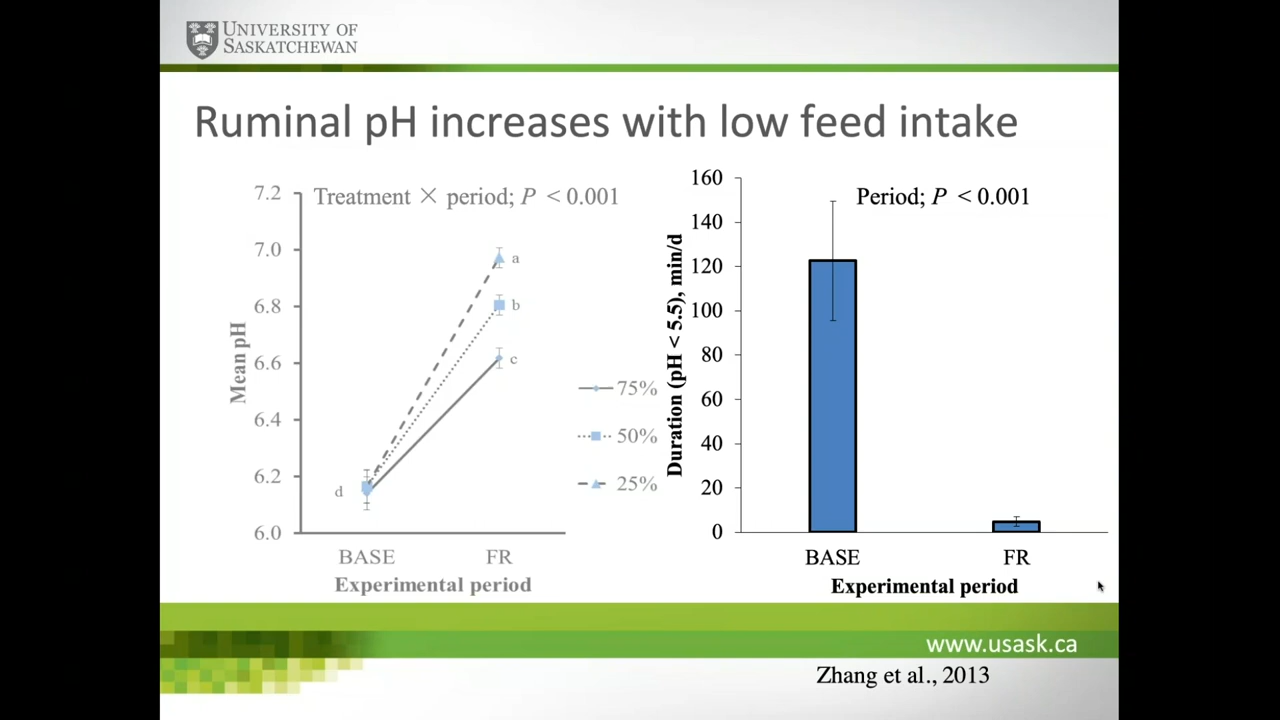 UNIVERSITY OF
SASKATCHEWAN
Ruminal pH increases with low feed intake
Treatment × period; P < 0.001
7.2
7.0
6.8
6.6
6.4
6.2
6.0
Mean pH
a
b
c
d
75%
50%
25%
BASE FR
Experimental period
Period; P < 0.001
160
140
120
100
80
60
40
20
0
Duration (pH < 5.5), min/d
BASE FR
Experimental period
www.usask.ca
Zhang et al., 2013